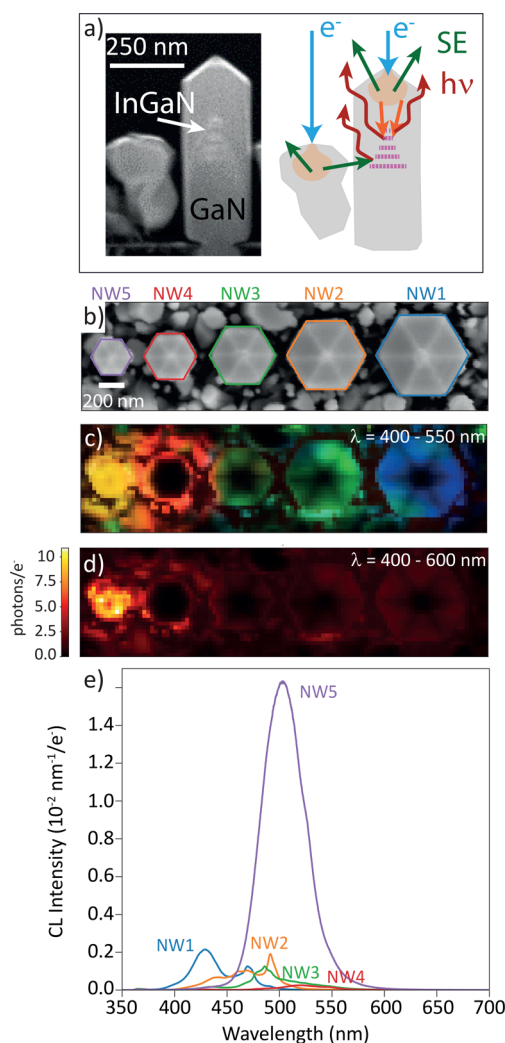 a)
250 nm
InGaN
GaN
e-
e-
SE
hν
NW5 NW4 NW3 NW2 NW1
b)
200 nm
c)
λ = 400 - 550 nm
d)
λ = 400 - 600 nm
photons/e-
10
7.5
5.0
2.5
0.0
e)
CL Intensity (10-2 nm-1/e-)
1.4
1.2
1.0
0.8
0.6
0.4
0.2
0.0
NW5
NW1
NW2
NW3
NW4
350 400 450 500 550 600 650 700
Wavelength (nm)